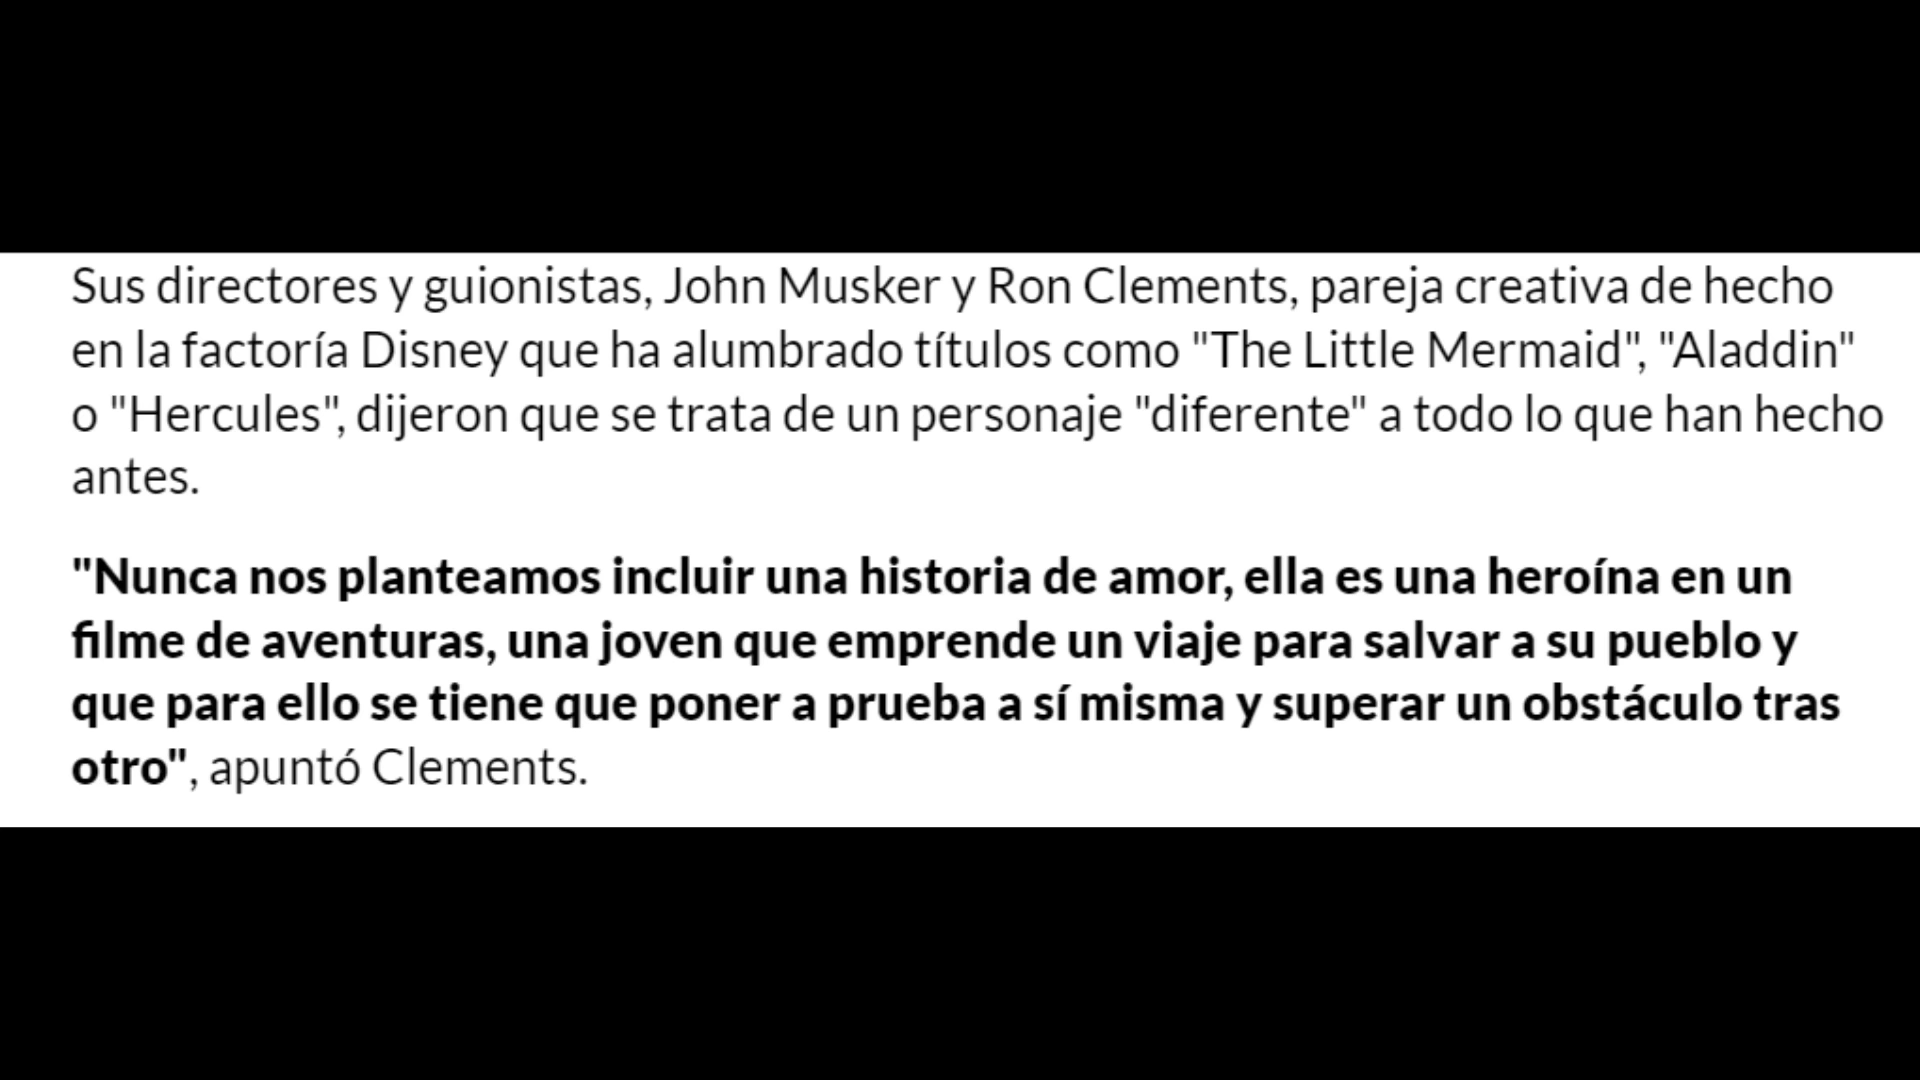 Sus directores y guionistas, John Musker y Ron Clements, pareja creativa de hecho
en la factoría Disney que ha alumbrado títulos como "The Little Mermaid", "Aladdin"
o "Hercules", dijeron que se trata de un personaje "diferente" a todo lo que han hecho
antes.
"Nunca nos planteamos incluir una historia de amor, ella es una heroína en un
filme de aventuras, una joven que emprende un viaje para salvar a su pueblo y
que para ello se tiene que poner a prueba a sí misma y superar un obstáculo tras
otro", apuntó Clements.